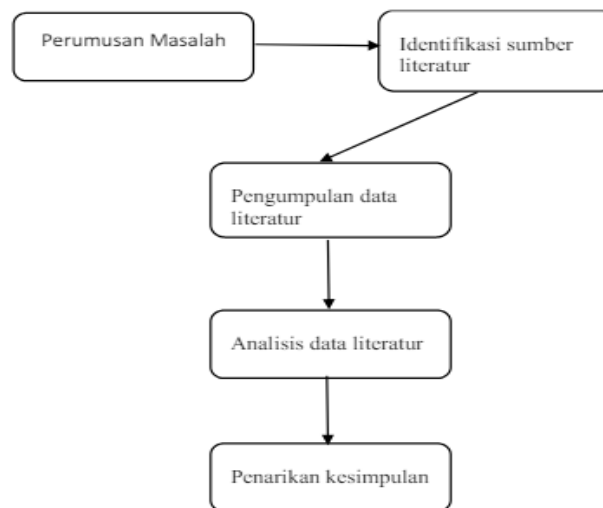 Perumusan Masalah
Identifikasi sumber
literatur
Pengumpulan data
literatur
Analisis data literatur
Penarikan kesimpulan